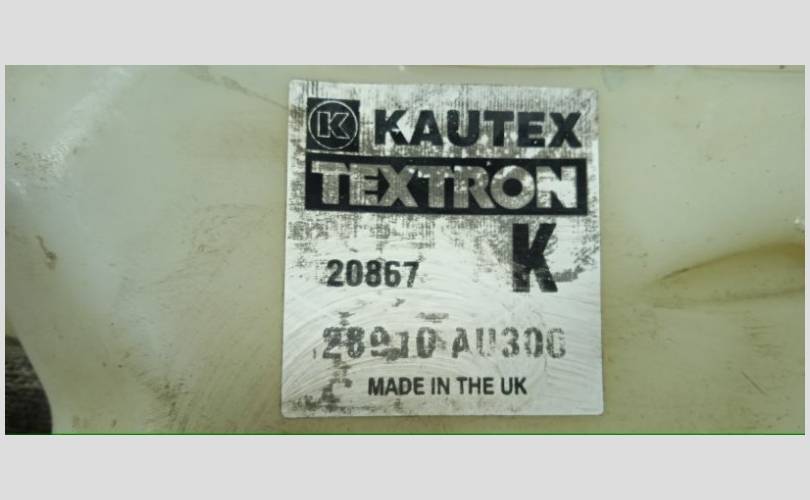 K KAUTEX
TEXTRON
K
20867
28910 AU300
MADE IN THE UK